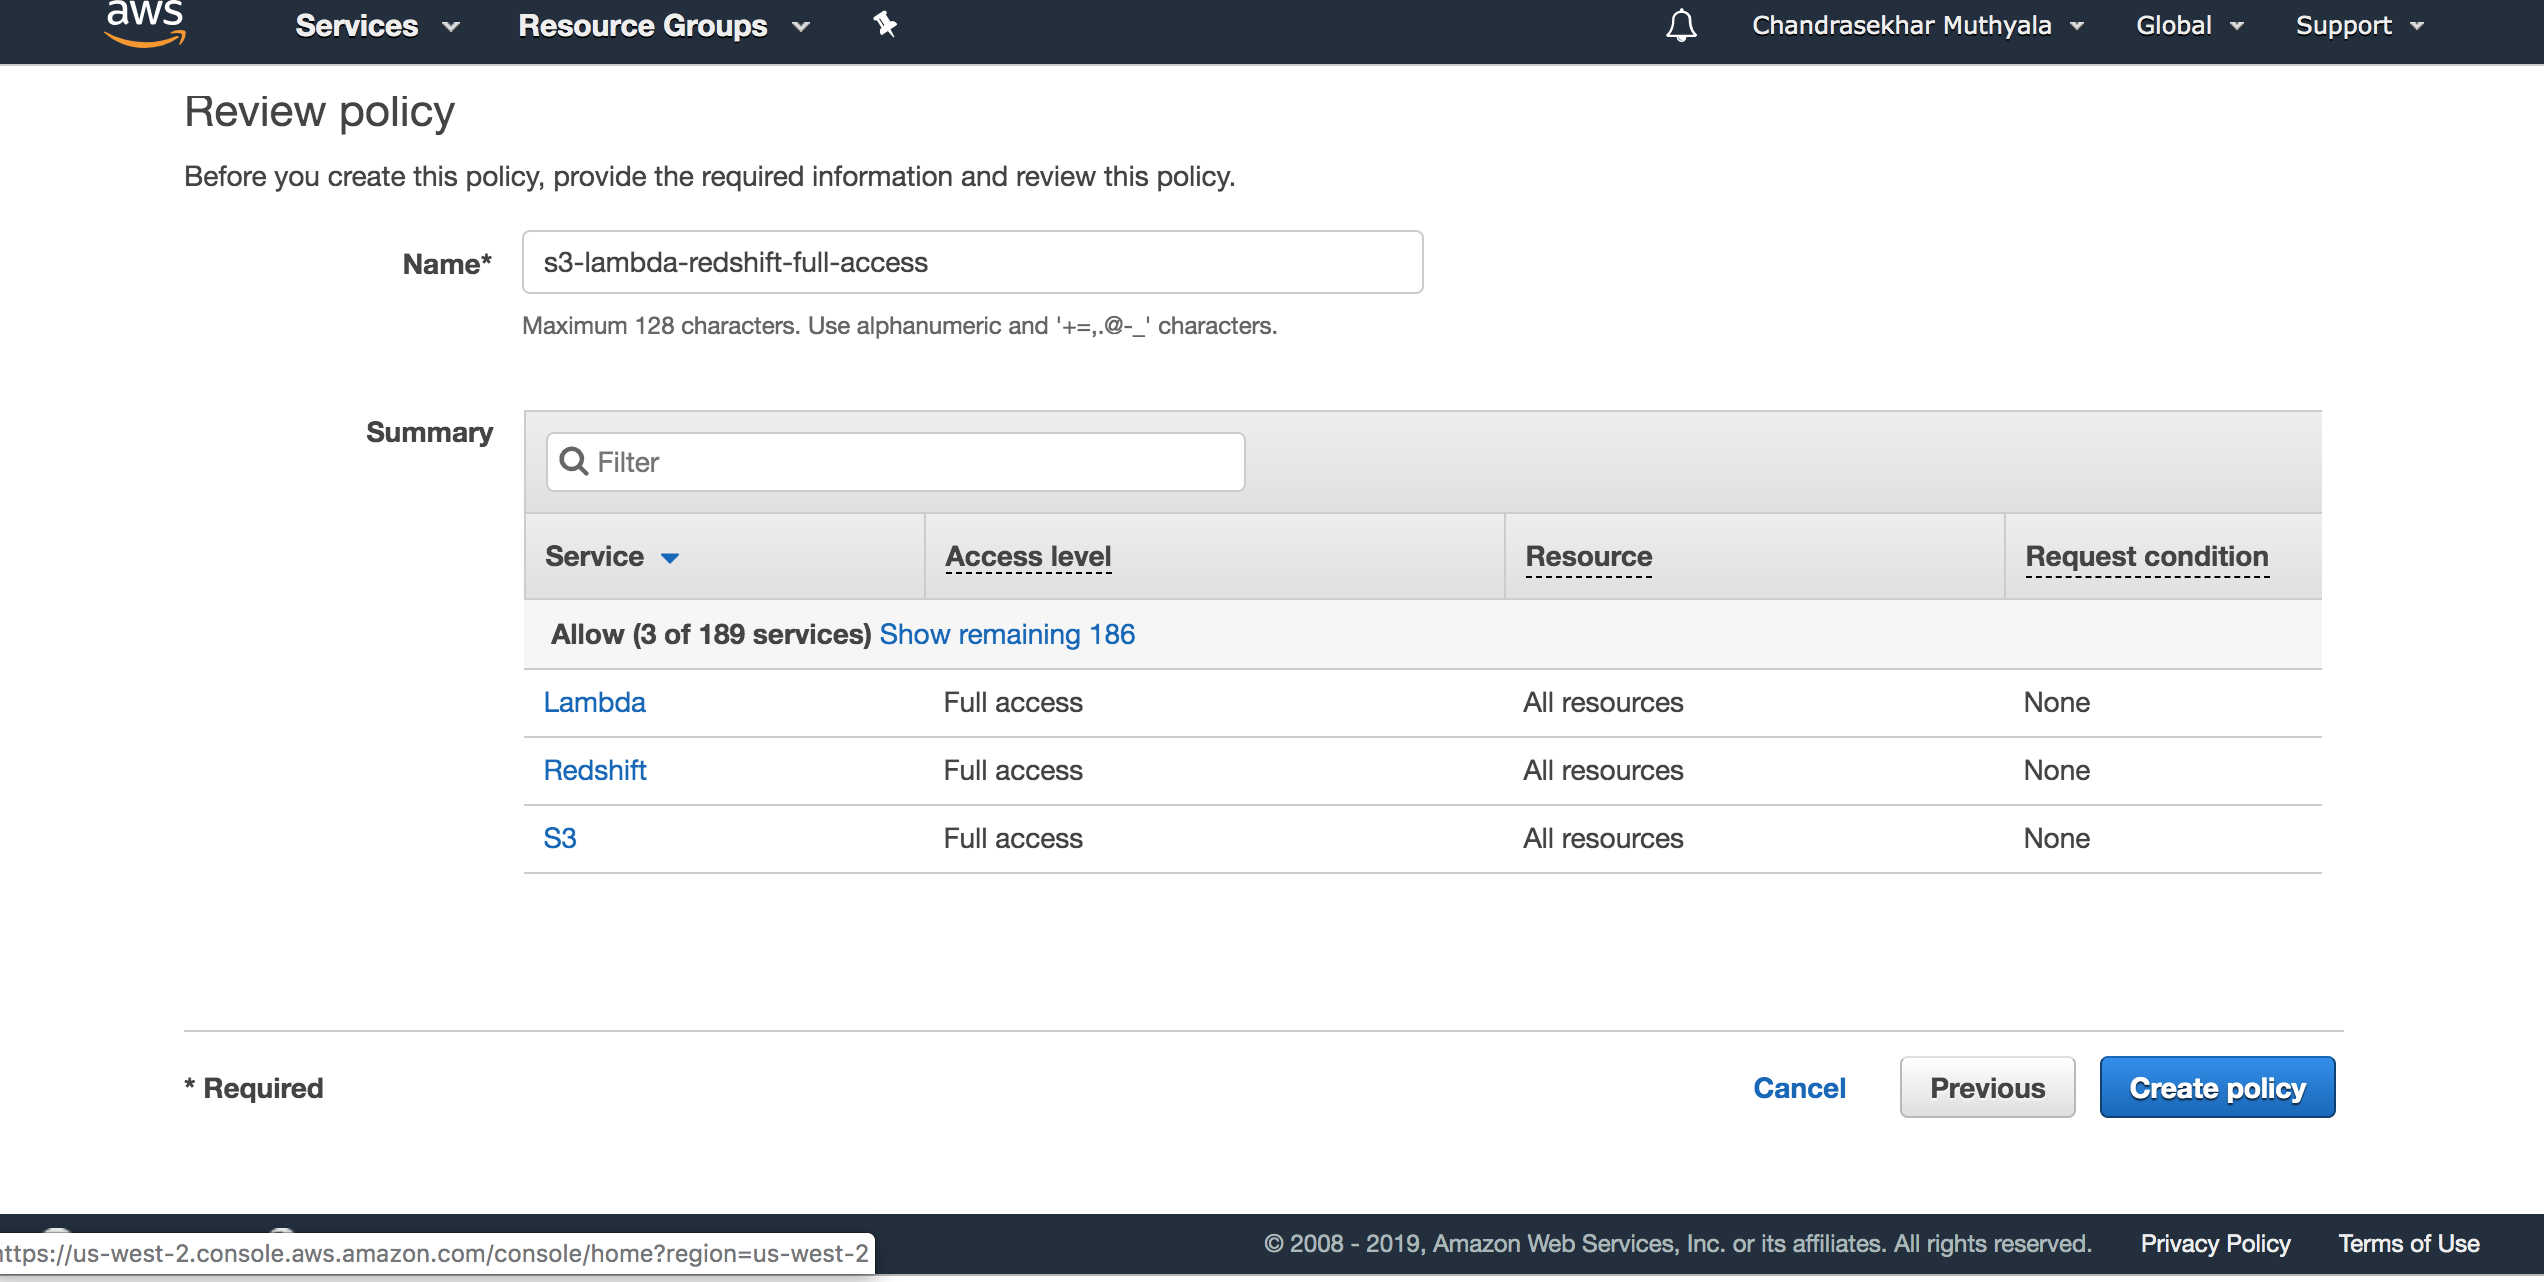 aws Services Resource Groups Chandrasekhar Muthyala Global Support
Review policy
Before you create this policy, provide the required information and review this policy.
Name* s3-lambda-redshift-full-access
Maximum 128 characters. Use alphanumeric and '+=,.@-_' characters.
Summary
Filter
Service Access level Resource Request condition
Allow (3 of 189 services) Show remaining 186
Lambda Full access All resources None
Redshift Full access All resources None
S3 Full access All resources None
* Required Cancel Previous Create policy
© 2008 - 2019, Amazon Web Services, Inc. or its affiliates. All rights reserved. Privacy Policy Terms of Use
ttps://us-west-2.console.aws.amazon.com/console/home?region=us-west-2